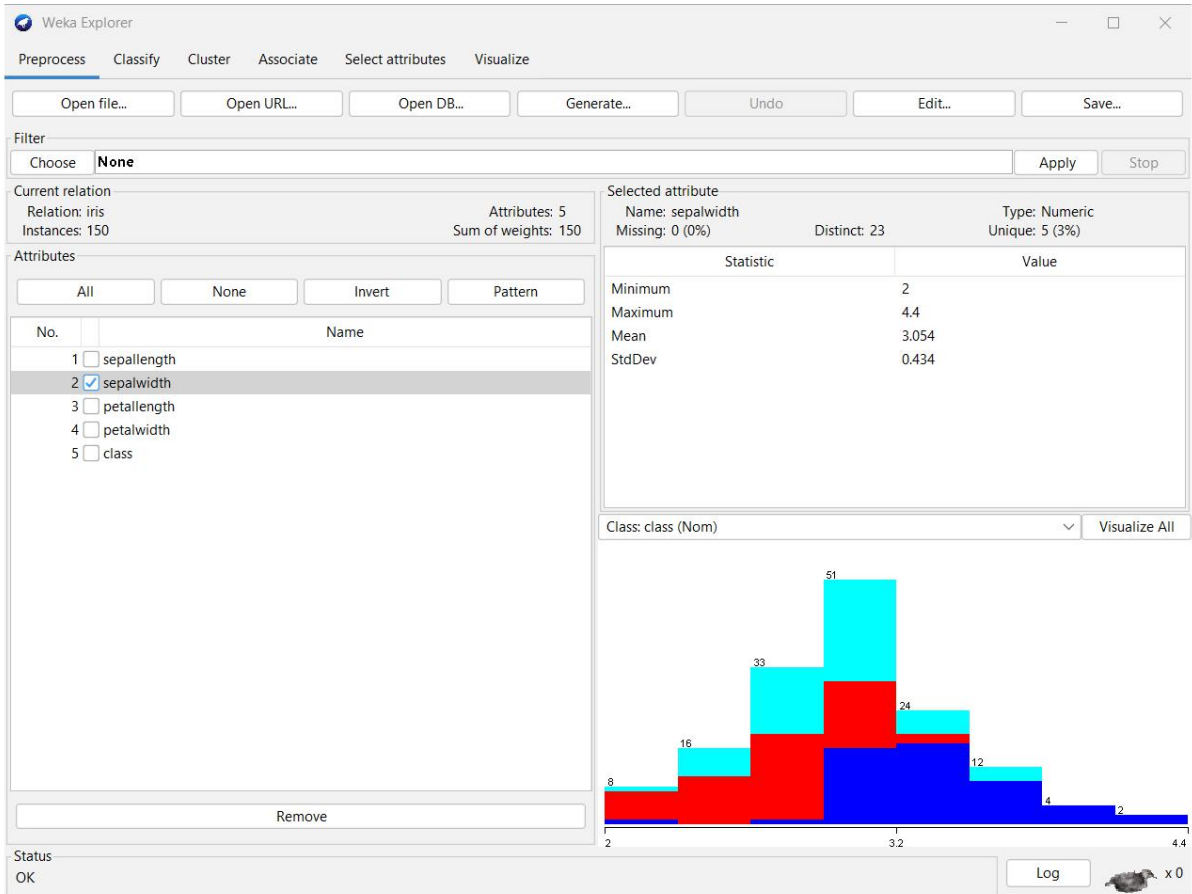 Weka Explorer
Preprocess Classify Cluster Associate Select attributes Visualize
Open file... Open URL... Open DB... Generate... Undo Edit... Save...
Filter
Choose None Apply Stop
Current relation
Relation: iris Attributes: 5
Instances: 150 Sum of weights: 150
Selected attribute
Name: sepalwidth Type: Numeric
Missing: 0 (0%) Distinct: 23 Unique: 5 (3%)
Attributes
All None Invert Pattern
No. Name
1 sepallength
2 sepalwidth
3 petallength
4 petalwidth
5 class
Remove
Statistic Value
Minimum 2
Maximum 4.4
Mean 3.054
StdDev 0.434
Class: class (Nom) Visualize All
51
33
24
16
12
8
4
2
2 3.2 4.4
Status
OK
Log x 0